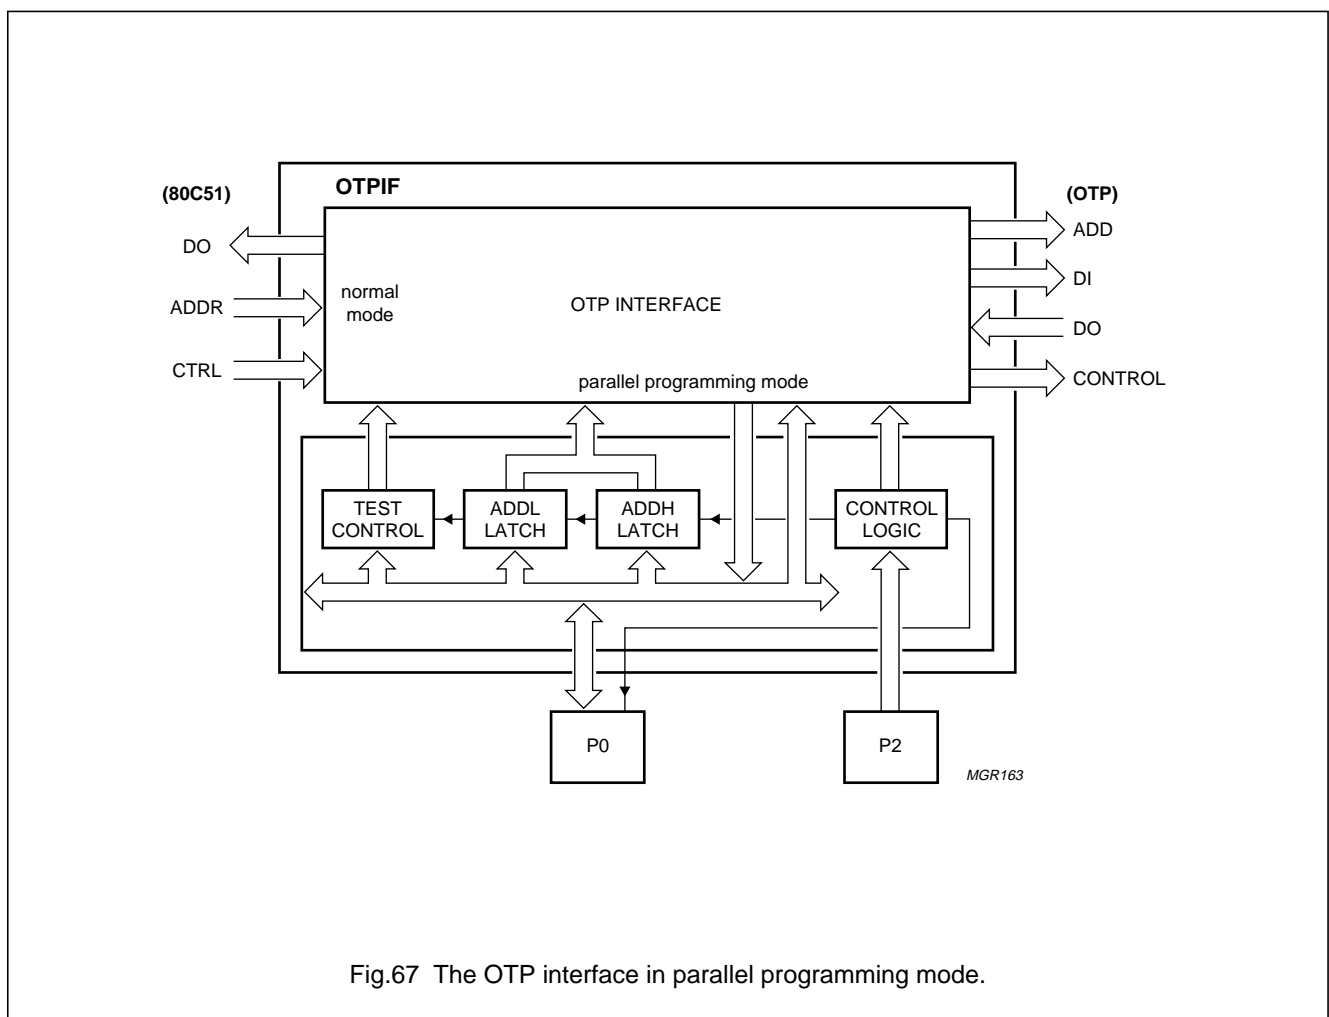 OTPIF
(80C51)
(OTP)
DO
ADDR
CTRL
normal
mode
OTP INTERFACE
parallel programming mode
ADD
DI
DO
CONTROL
TEST
CONTROL
ADDL
LATCH
ADDH
LATCH
CONTROL
LOGIC
P0
P2
MGR163
Fig.67 The OTP interface in parallel programming mode.